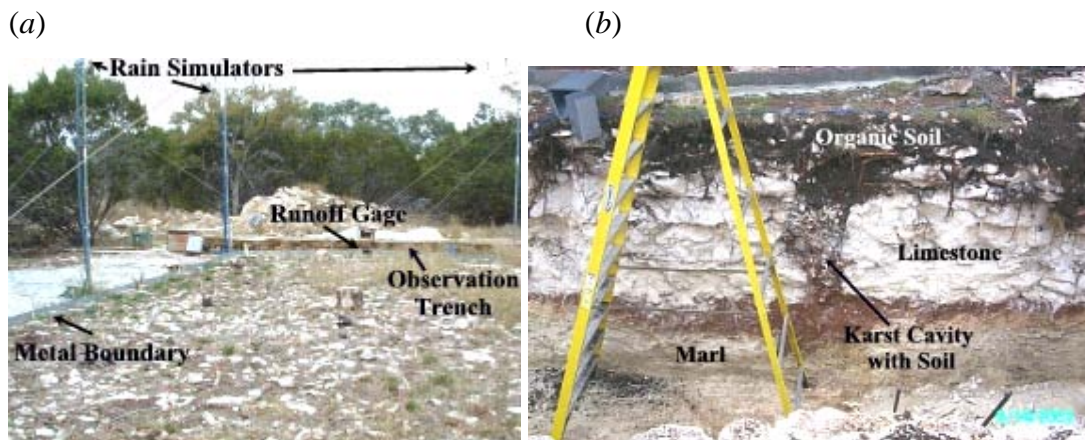 (a)
Rain Simulators
Runoff Gage
Observation
Trench
Metal Boundary
(b)
Organic Soil
Limestone
Karst Cavity
with Soil
Marl